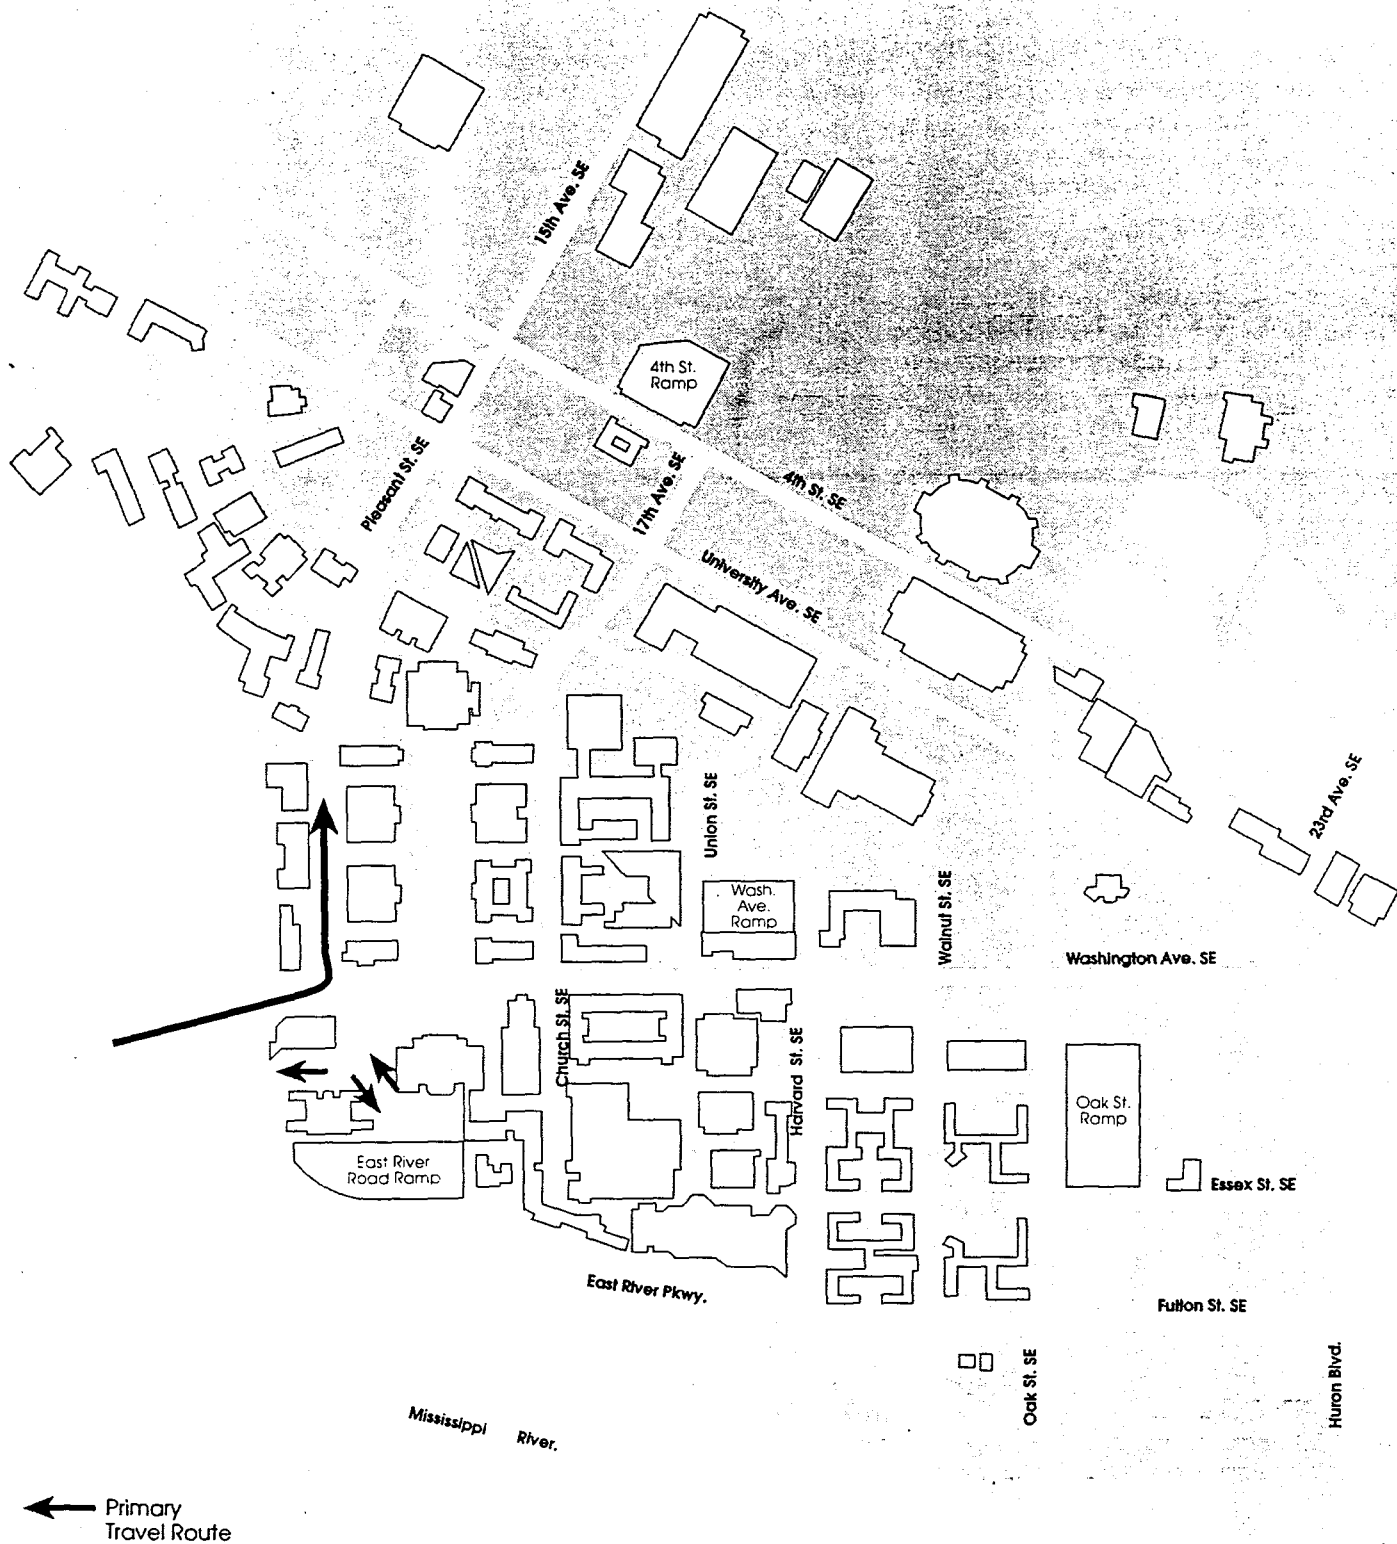 15th Ave. SE
4th St.
Ramp
Pleasant St. SE
17th Ave. SE
4th St. SE
University Ave. SE
23rd Ave. SE
Union St. SE
Wash.
Ave.
Ramp
Walnut St. SE
Washington Ave. SE
Church St. SE
Harvard St. SE
Oak St.
Ramp
East River
Road Ramp
Essex St. SE
East River Pkwy.
Fulton St. SE
Oak St. SE
Huron Blvd.
Mississippi River.
Primary
Travel Route